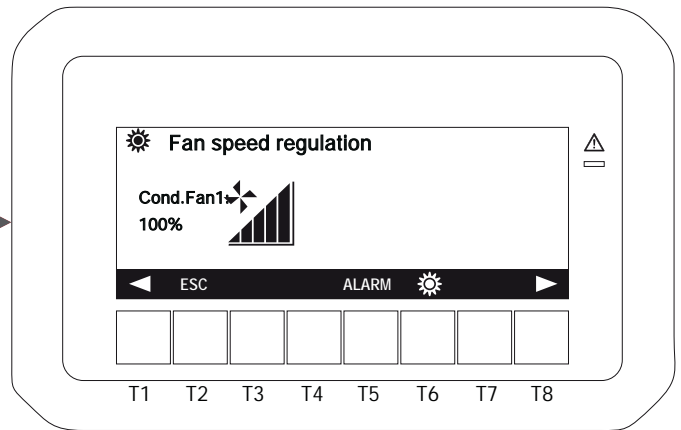 Fan speed regulation
Cond.Fan1
100%
ESC ALARM
T1 T2 T3 T4 T5 T6 T7 T8